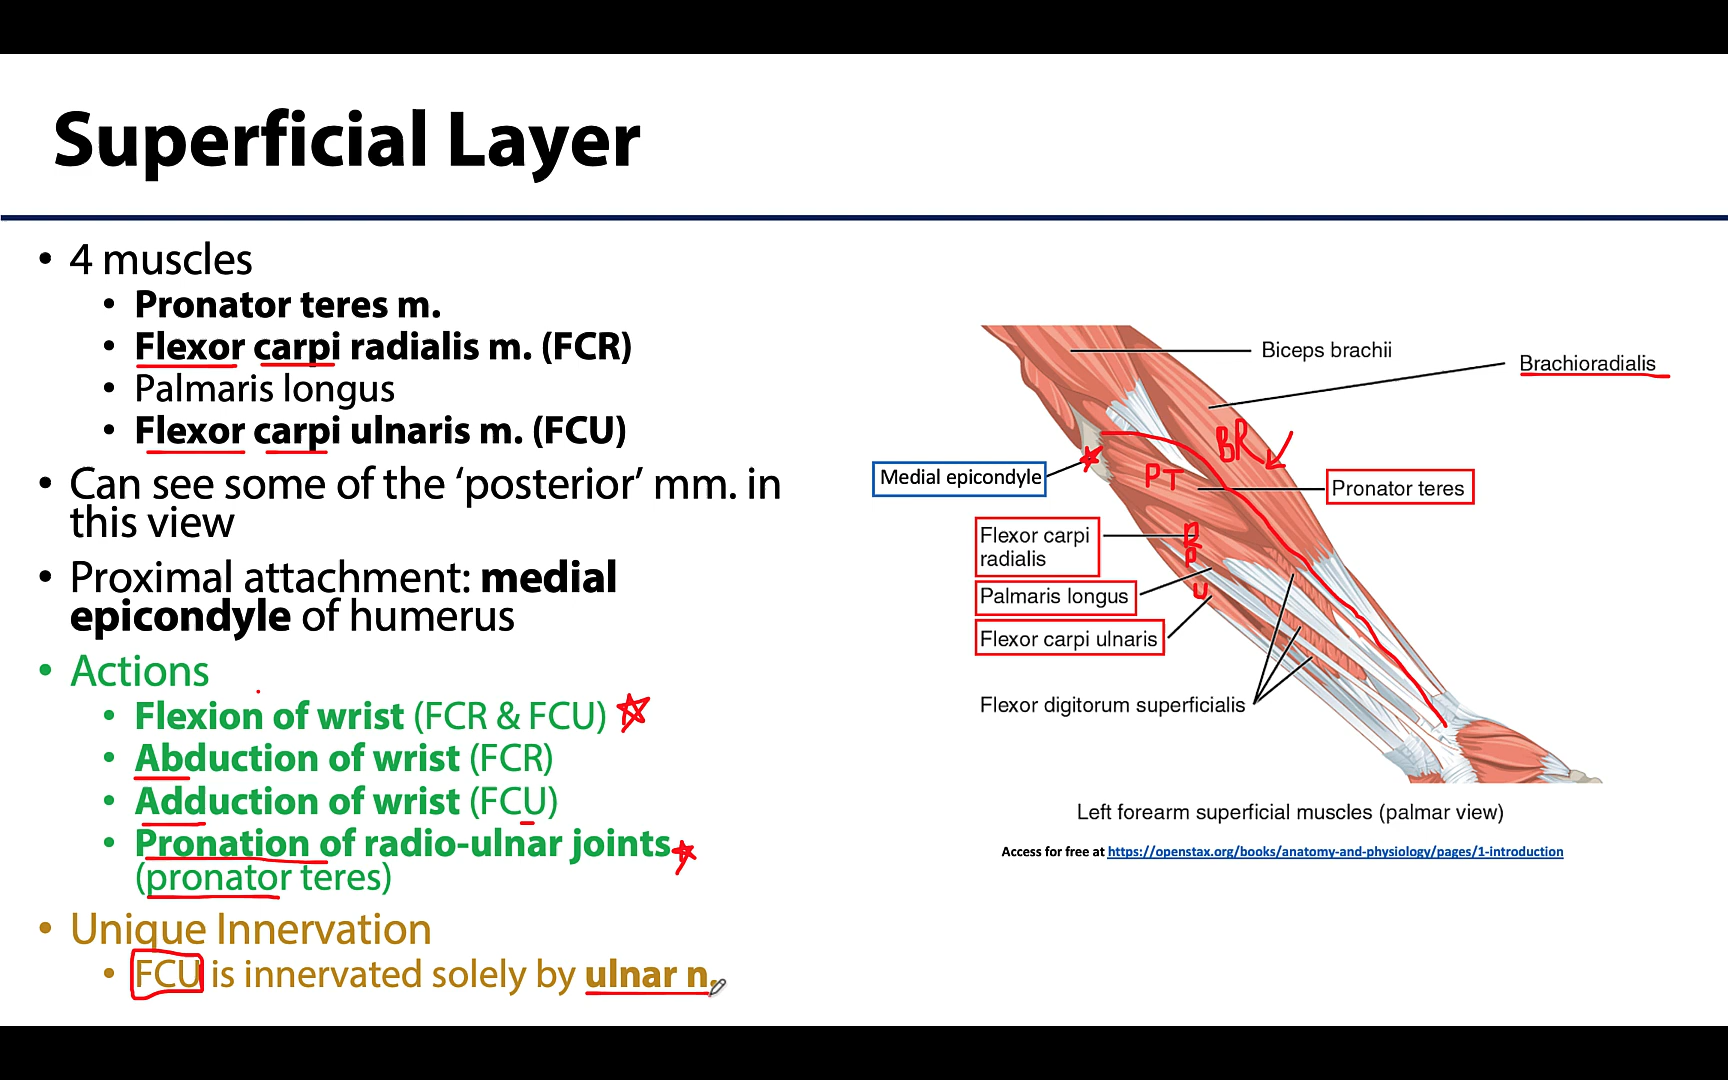 Superficial Layer
• 4 muscles
• Pronator teres m.
• Flexor carpi radialis m. (FCR)
• Palmaris longus
• Flexor carpi ulnaris m. (FCU)
• Can see some of the ‘posterior’ mm. in
this view
• Proximal attachment: medial
epicondyle of humerus
• Actions
• Flexion of wrist (FCR & FCU)
• Abduction of wrist (FCR)
• Adduction of wrist (FCU)
• Pronation of radio-ulnar joints
(pronator teres)
• Unique Innervation
• FCU is innervated solely by ulnar n.
Biceps brachii
Brachioradialis
BR
Medial epicondyle
PT
Pronator teres
Flexor carpi
radialis
R
P
Palmaris longus
U
Flexor carpi ulnaris
Flexor digitorum superficialis
Left forearm superficial muscles (palmar view)
Access for free at https://openstax.org/books/anatomy-and-physiology/pages/1-introduction